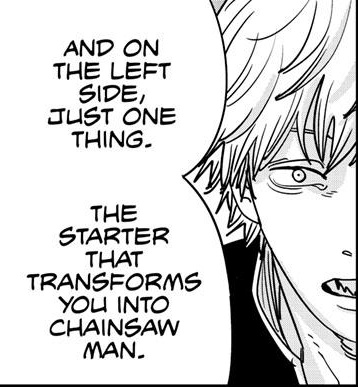 AND ON
THE LEFT
SIDE,
JUST ONE
THING.
THE
STARTER
THAT
TRANSFORMS
YOU INTO
CHAINSAW
MAN.